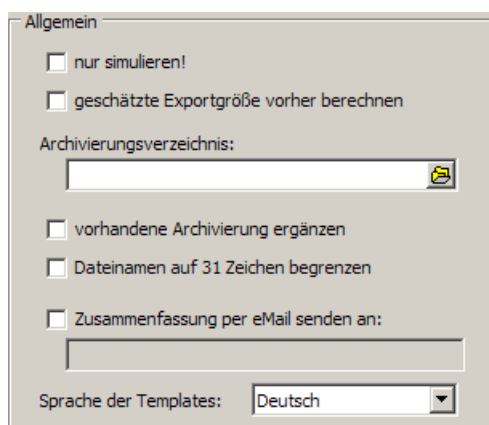 Allgemein
nur simulieren!
geschätzte Exportgröße vorher berechnen
Archivierungsverzeichnis:
vorhandene Archivierung ergänzen
Dateinamen auf 31 Zeichen begrenzen
Zusammenfassung per eMail senden an:
Sprache der Templates: Deutsch